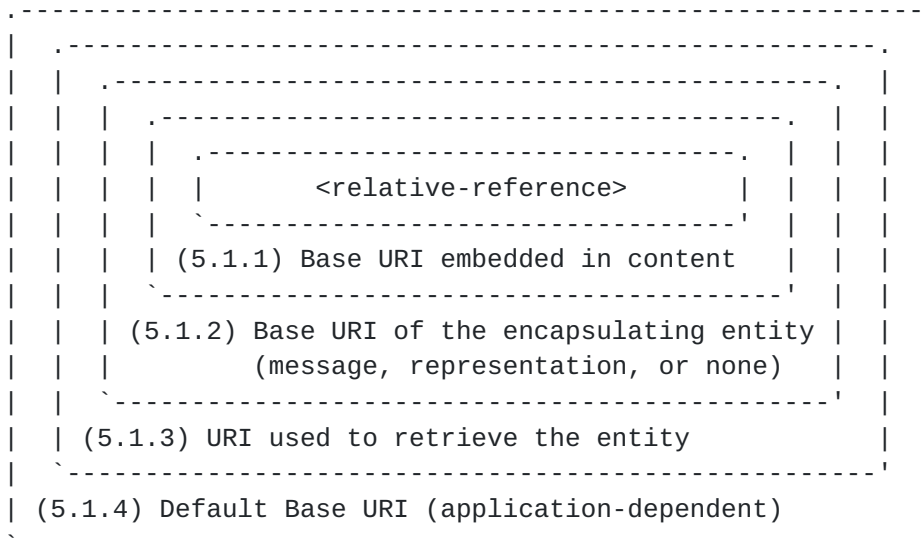 <relative-reference>
(5.1.1) Base URI embedded in content
(5.1.2) Base URI of the encapsulating entity
(message, representation, or none)
(5.1.3) URI used to retrieve the entity
(5.1.4) Default Base URI (application-dependent)